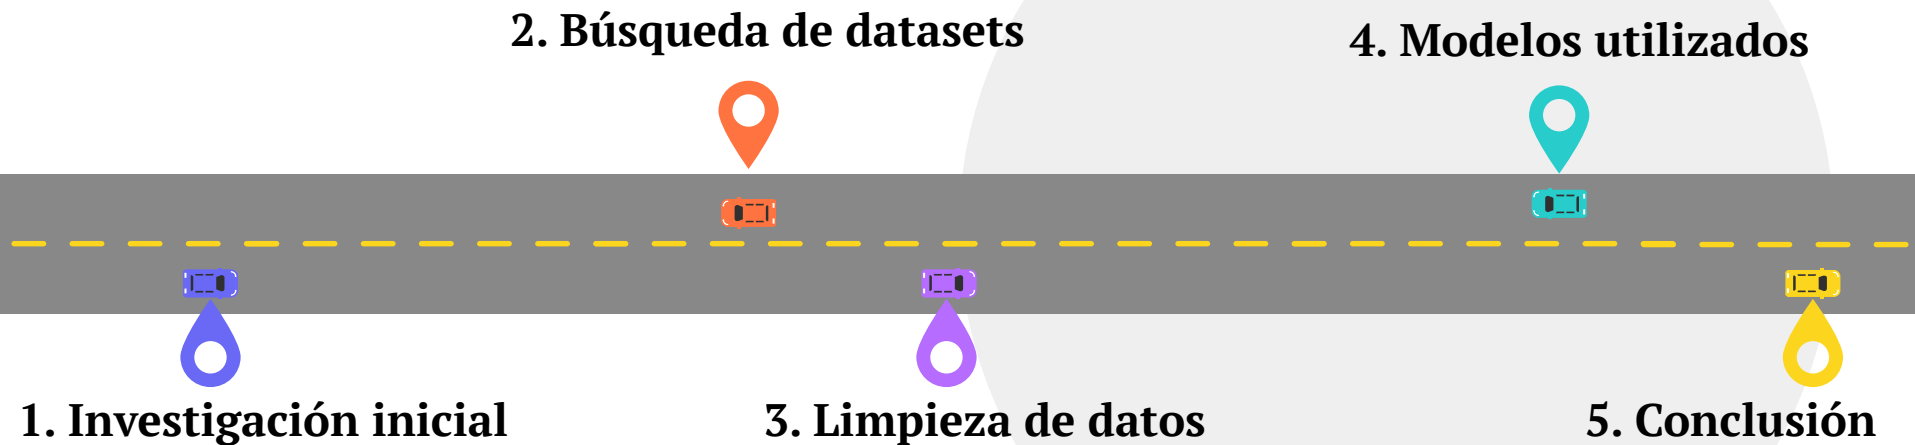 1. Investigación inicial
2. Búsqueda de datasets
3. Limpieza de datos
4. Modelos utilizados
5. Conclusión